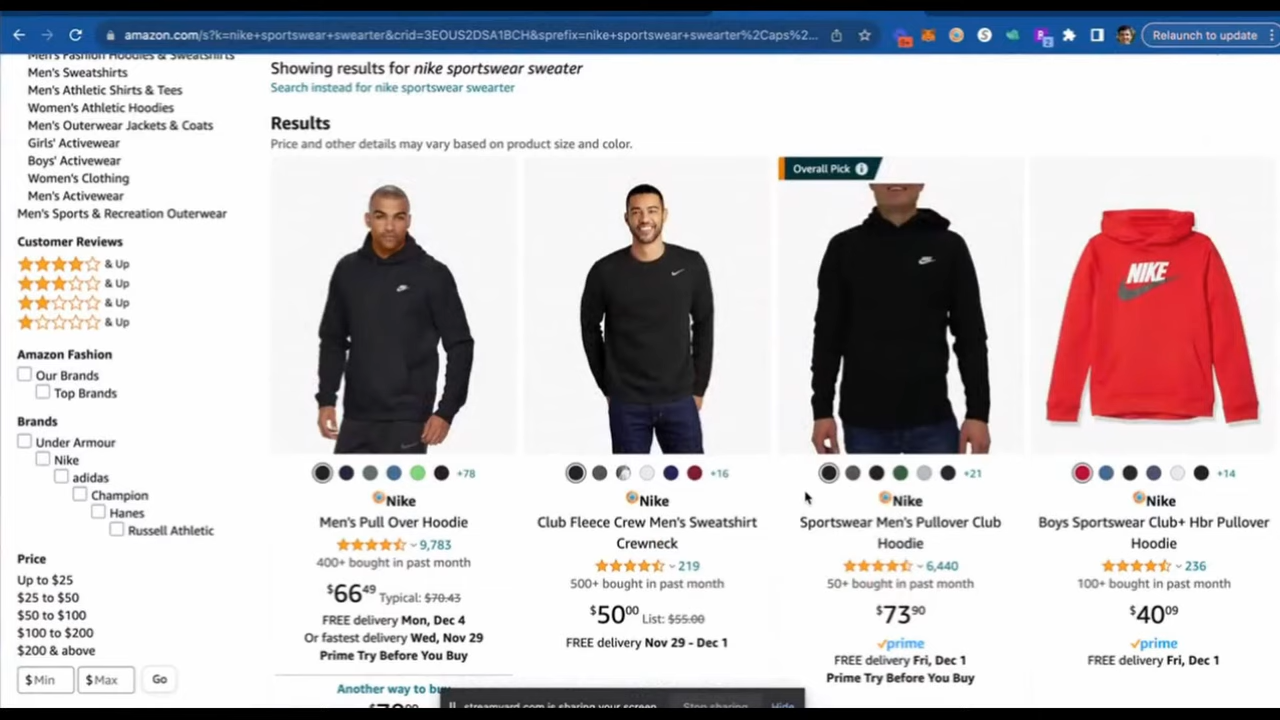 amazon.com/s?k=nike+sportswear+swearter&crid=3EOUS2DSA1BCH&sprefix=nike+sportswear+swearter%2Caps%2...
Relaunch to update
Men's Fashion Hoodies & Sweatshirts
Men's Sweatshirts
Men's Athletic Shirts & Tees
Women's Athletic Hoodies
Men's Outerwear Jackets & Coats
Girls' Activewear
Boys' Activewear
Women's Clothing
Men's Activewear
Men's Sports & Recreation Outerwear
Customer Reviews
& Up
& Up
& Up
& Up
Amazon Fashion
Our Brands
Top Brands
Brands
Under Armour
Nike
adidas
Champion
Hanes
Russell Athletic
Price
Up to $25
$25 to $50
$50 to $100
$100 to $200
$200 & above
$ Min
$ Max
Go
Showing results for nike sportswear sweater
Search instead for nike sportswear swearter
Results
Price and other details may vary based on product size and color.
+78
Nike
Men's Pull Over Hoodie
9,783
400+ bought in past month
$66 49 Typical: $70.43
FREE delivery Mon, Dec 4
Or fastest delivery Wed, Nov 29
Prime Try Before You Buy
Another way to buy
+16
Nike
Club Fleece Crew Men's Sweatshirt
Crewneck
219
500+ bought in past month
$50 00 List: $55.00
FREE delivery Nov 29 - Dec 1
Overall Pick
+21
Nike
Sportswear Men's Pullover Club
Hoodie
6,440
50+ bought in past month
$73 90
prime
FREE delivery Fri, Dec 1
Prime Try Before You Buy
NIKE
+14
Nike
Boys Sportswear Club+ Hbr Pullover
Hoodie
236
100+ bought in past month
$40 09
prime
FREE delivery Fri, Dec 1
streamyard.com is sharing your screen.
Stop sharing
Hide